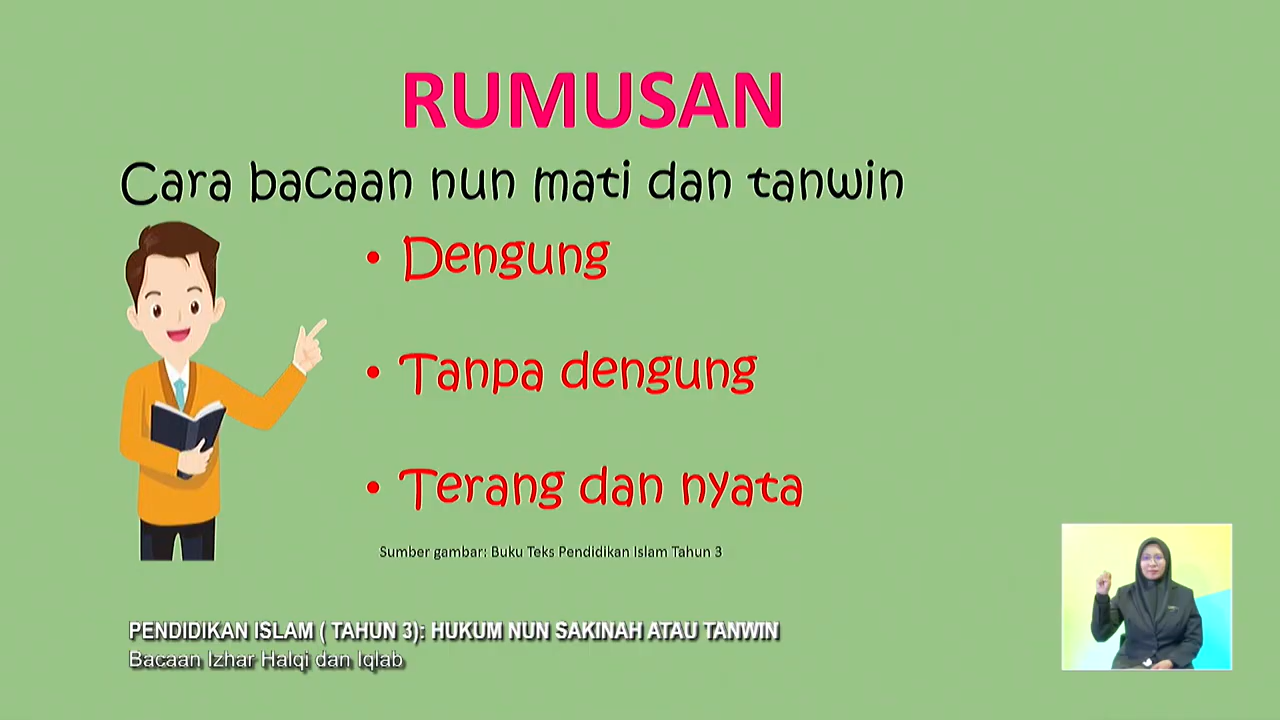 RUMUSAN
Cara bacaan nun mati dan tanwin
• Dengung
• Tanpa dengung
• Terang dan nyata
Sumber gambar: Buku Teks Pendidikan Islam Tahun 3
PENDIDIKAN ISLAM ( TAHUN 3): HUKUM NUN SAKINAH ATAU TANWIN
Bacaan Izhar Halqi dan Iqlab